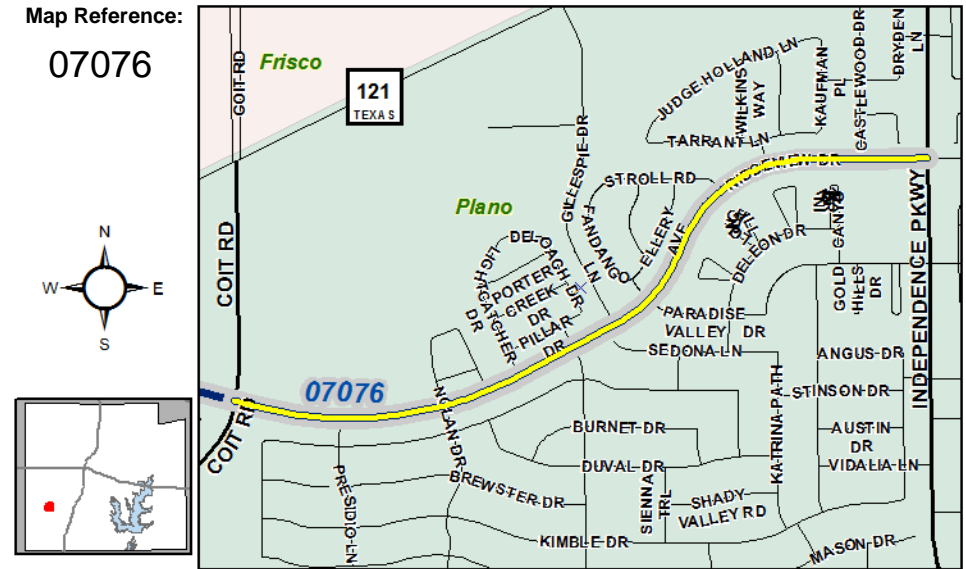 Map Reference:
07076
Frisco
COIT RD
121
TEXAS
JUDGE HOLLAND LN
WILKINS
WAY
KAUFMAN
PL
CASTLEWOOD DR
DRYDEN
LN
TARRANT LN
RIDGEVIEW DR
GILLESPIE DR
STROLL RD
Plano
FANDANGO
LN
ELLERY
AVE
DELEON DR
INDEPENDENCE PKWY
N
W
E
S
COIT RD
LIGHTCATCHER
DR
DELOACH DR
PORTER
CREEK
DR
PILLAR
DR
GOLD
HILLS
DR
PARADISE
VALLEY DR
SEDONA LN
ANGUS DR
07076
NOLAN DR
KATRINA PATH
STINSON DR
COIT RD
BURNET DR
AUSTIN
DR
DUVAL DR
VIDALIA LN
PRESIDIO LN
BREWSTER DR
SIENNA
TRL
SHADY
VALLEY RD
KIMBLE DR
MASON DR